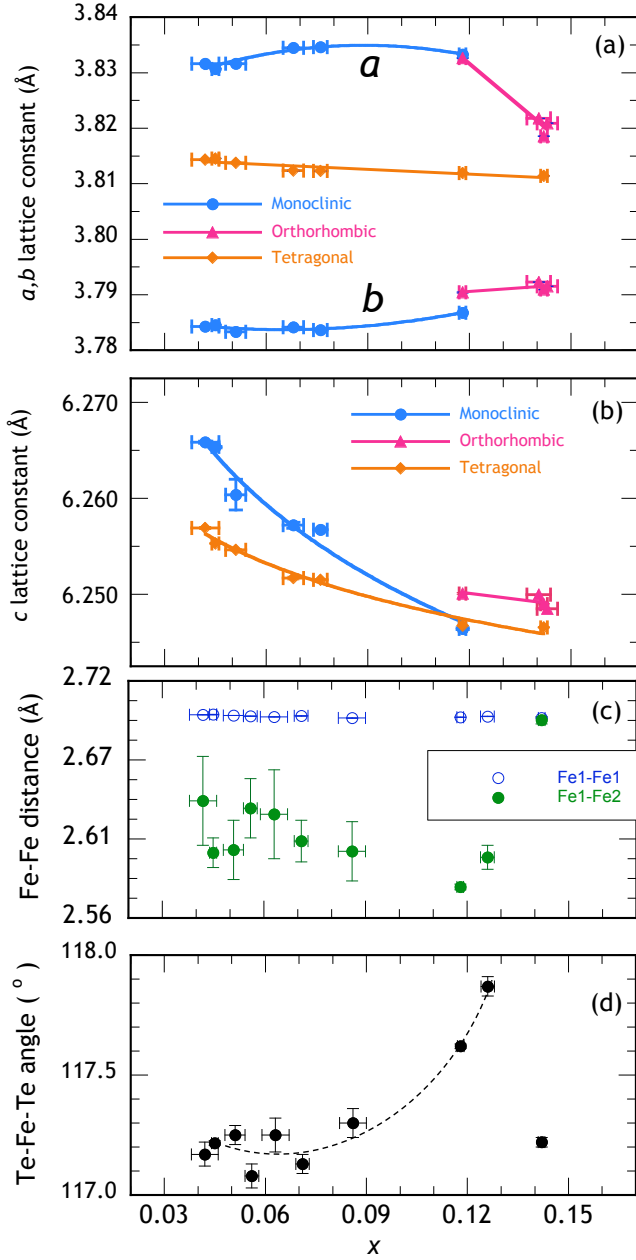 3.84
3.83
3.82
3.81
3.80
3.79
3.78
a,b lattice constant (Å)
(a)
a
Monoclinic
Orthorhombic
Tetragonal
b
6.270
6.260
6.250
c lattice constant (Å)
(b)
Monoclinic
Orthorhombic
Tetragonal
2.72
2.67
2.61
2.56
Fe-Fe distance (Å)
(c)
Fe1-Fe1
Fe1-Fe2
118.0
117.5
117.0
Te-Fe-Te angle (°)
(d)
0.03 0.06 0.09 0.12 0.15
x